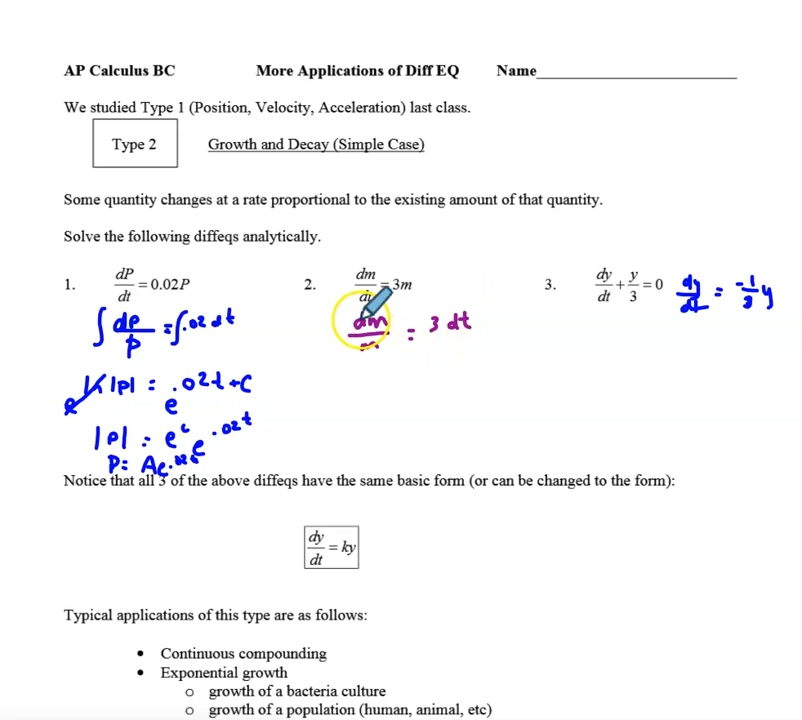 AP Calculus BC More Applications of Diff EQ Name____________________
We studied Type 1 (Position, Velocity, Acceleration) last class.
Type 2 Growth and Decay (Simple Case)
Some quantity changes at a rate proportional to the existing amount of that quantity.
Solve the following diffeqs analytically.
1. dP/dt = 0.02P 2. dm/dt = 3m 3. dy/dt + y/3 = 0 dy/dt = -1/3 y
∫ dP/P = ∫ .02 dt dm/m = 3 dt
|P| = .02t + C
e e
|P| = e^c e^.02t
P = Ae^.02t
Notice that all 3 of the above diffeqs have the same basic form (or can be changed to the form):
dy/dt = ky
Typical applications of this type are as follows:
• Continuous compounding
• Exponential growth
o growth of a bacteria culture
o growth of a population (human, animal, etc)